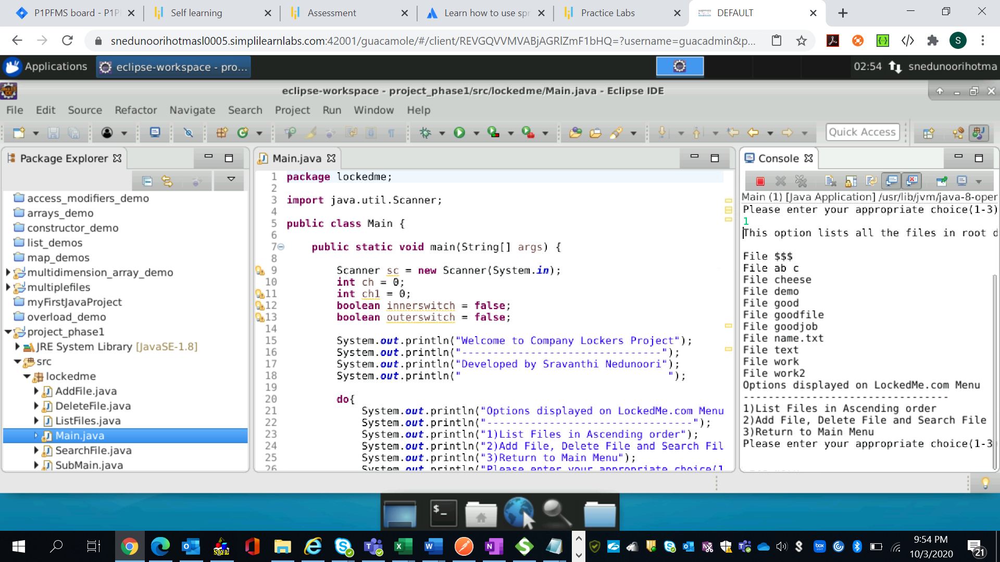 P1PFMS board - P1P
Self learning
Assessment
Learn how to use spr
Practice Labs
DEFAULT
snedunoorihotmasl0005.simplilearnlabs.com:42001/guacamole/#/client/REVGQVVMVABjAGRlZmF1bHQ=?username=guacadmin&p...
S
Applications
eclipse-workspace - pro...
02:54
snedunoorihotma
eclipse-workspace - project_phase1/src/lockedme/Main.java - Eclipse IDE
File Edit Source Refactor Navigate Search Project Run Window Help
Quick Access
Package Explorer
access_modifiers_demo
arrays_demo
constructor_demo
list_demos
map_demos
multidimension_array_demo
multiplefiles
myFirstJavaProject
overload_demo
project_phase1
JRE System Library [JavaSE-1.8]
src
lockedme
AddFile.java
DeleteFile.java
ListFiles.java
Main.java
SearchFile.java
SubMain.java
Main.java
1 package lockedme;
2
3 import java.util.Scanner;
4
5 public class Main {
6
7 public static void main(String[] args) {
8
9 Scanner sc = new Scanner(System.in);
10 int ch = 0;
11 int ch1 = 0;
12 boolean innerswitch = false;
13 boolean outerswitch = false;
14
15 System.out.println("Welcome to Company Lockers Project");
16 System.out.println("--------------------------------");
17 System.out.println("Developed by Sravanthi Nedunoori");
18 System.out.println("                                 ");
19
20 do{
21 System.out.println("Options displayed on LockedMe.com Menu
22 System.out.println("---------------------------------");
23 System.out.println("1)List Files in Ascending order");
24 System.out.println("2)Add File, Delete File and Search Fil
25 System.out.println("3)Return to Main Menu");
26 System.out.println("Please enter your appropriate choice(1
Console
Main (1) [Java Application] /usr/lib/jvm/java-8-oper
Please enter your appropriate choice(1-3)
1
This option lists all the files in root d
File $$$
File ab c
File cheese
File demo
File good
File goodfile
File goodjob
File name.txt
File text
File work
File work2
Options displayed on LockedMe.com Menu
---------------------------------
1)List Files in Ascending order
2)Add File, Delete File and Search File
3)Return to Main Menu
Please enter your appropriate choice(1-3
9:54 PM
10/3/2020
21